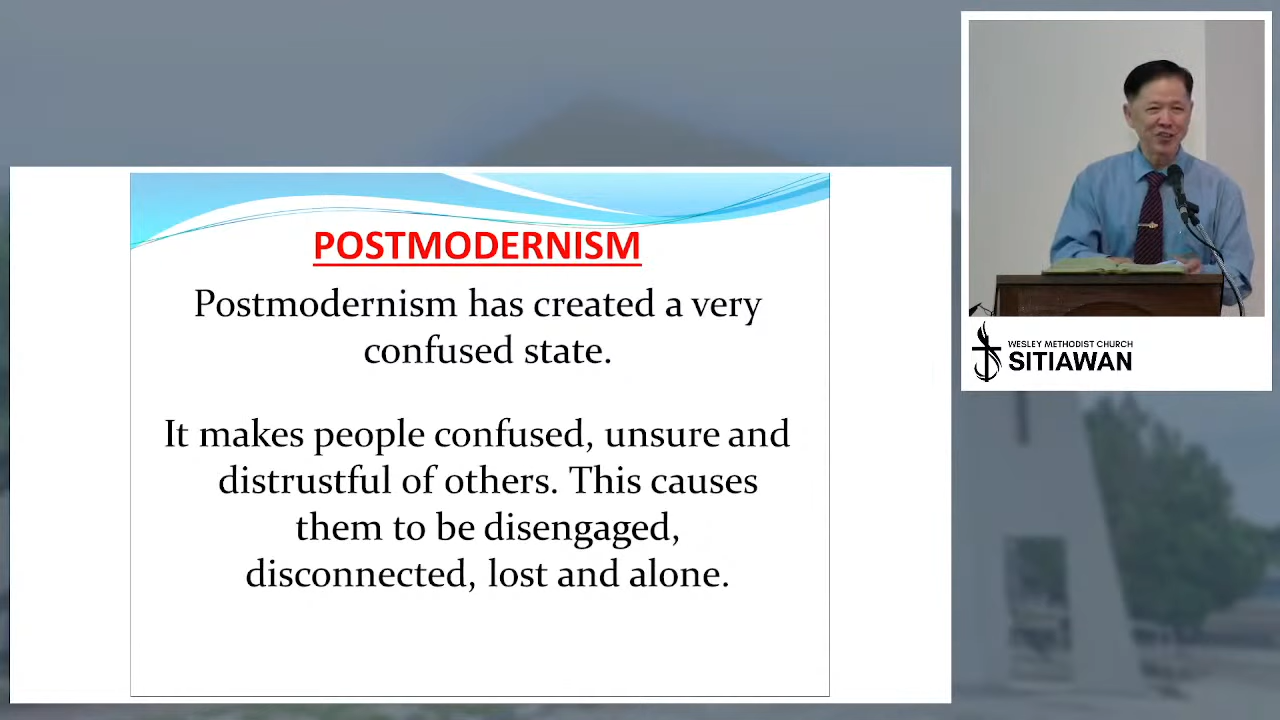 POSTMODERNISM
Postmodernism has created a very
confused state.
It makes people confused, unsure and
distrustful of others. This causes
them to be disengaged,
disconnected, lost and alone.
WESLEY METHODIST CHURCH
SITIAWAN